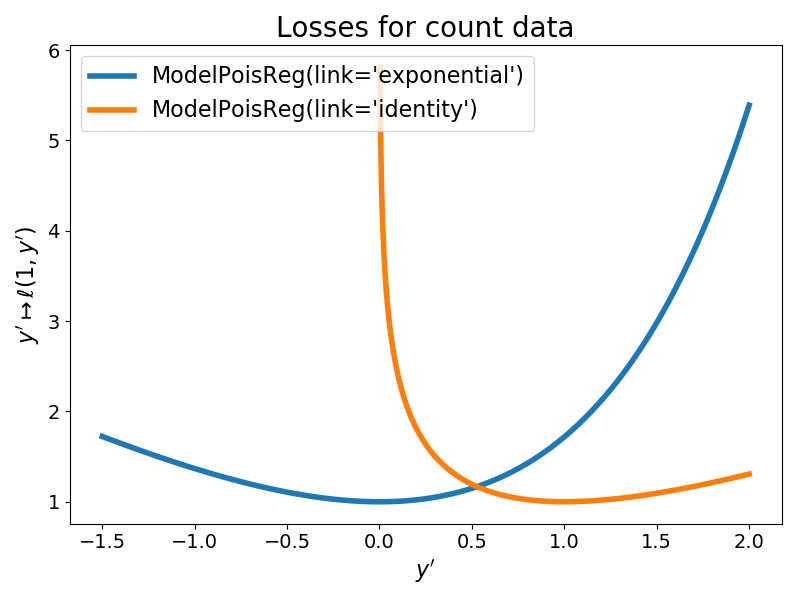 Losses for count data
ModelPoisReg(link='exponential')
ModelPoisReg(link='identity')
y′ ↦ ℓ(1, y′)
6
5
4
3
2
1
−1.5 −1.0 −0.5 0.0 0.5 1.0 1.5 2.0
y′